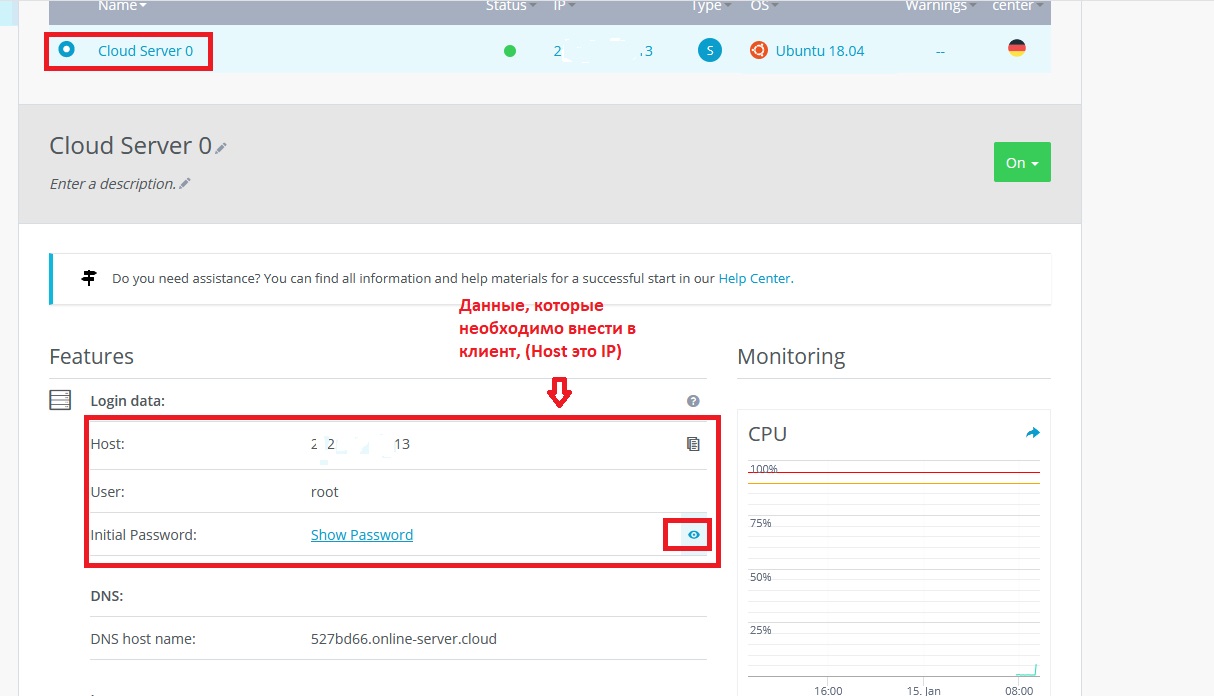 Name Status IP Type OS Warnings center
Cloud Server 0 2 13 S Ubuntu 18.04 --
Cloud Server 0
On
Enter a description.
Do you need assistance? You can find all information and help materials for a successful start in our Help Center.
Данные, которые
необходимо внести в
клиент, (Host это IP)
Features
Monitoring
Login data:
Host: 2 2 13
User: root
Initial Password: Show Password
DNS:
DNS host name: 527bd66.online-server.cloud
CPU
100%
75%
50%
25%
16:00 15. Jan 08:00